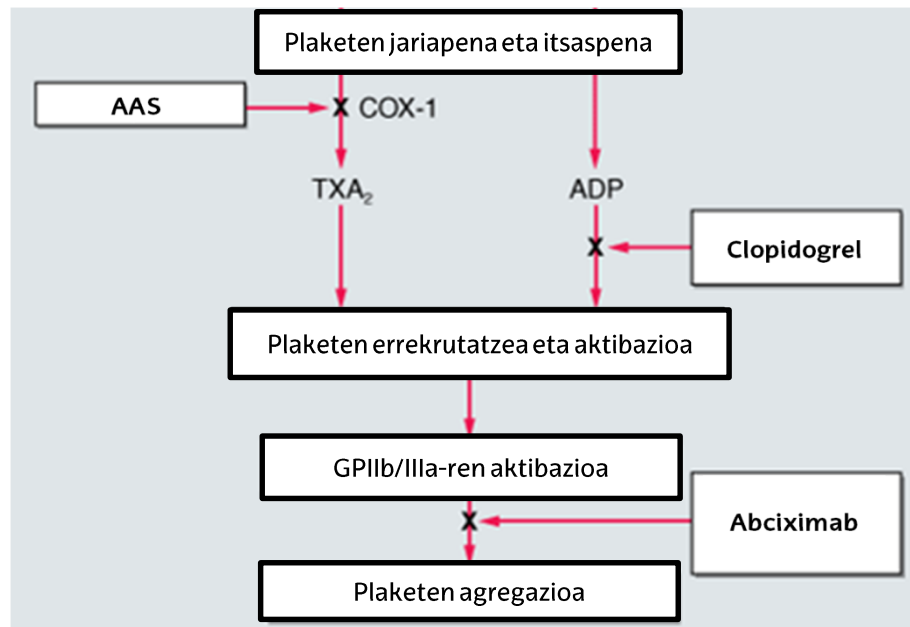 Plaketen jariapena eta itsaspena
AAS
X COX-1
TXA₂
ADP
X
Clopidogrel
Plaketen errekrutatzea eta aktibazioa
GPIIb/IIIa-ren aktibazioa
X
Abciximab
Plaketen agregazioa